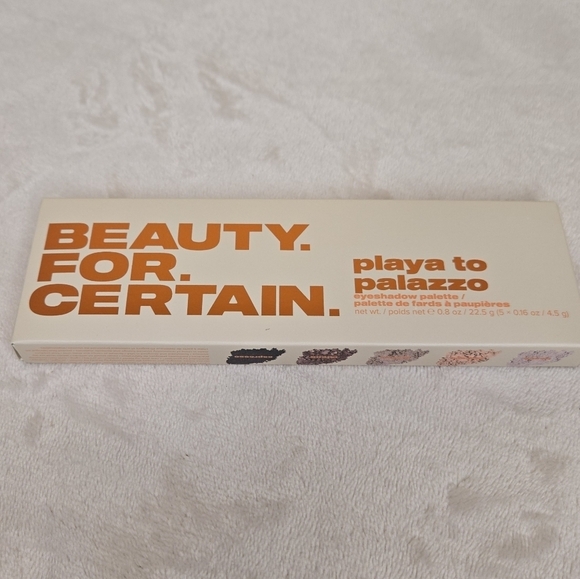 BEAUTY.
FOR.
CERTAIN.
playa to
palazzo
eyeshadow palette /
palette de fards à paupières
net wt. / poids net ℮ 0.8 oz / 22.5 g (5 × 0.16 oz / 4.5 g)